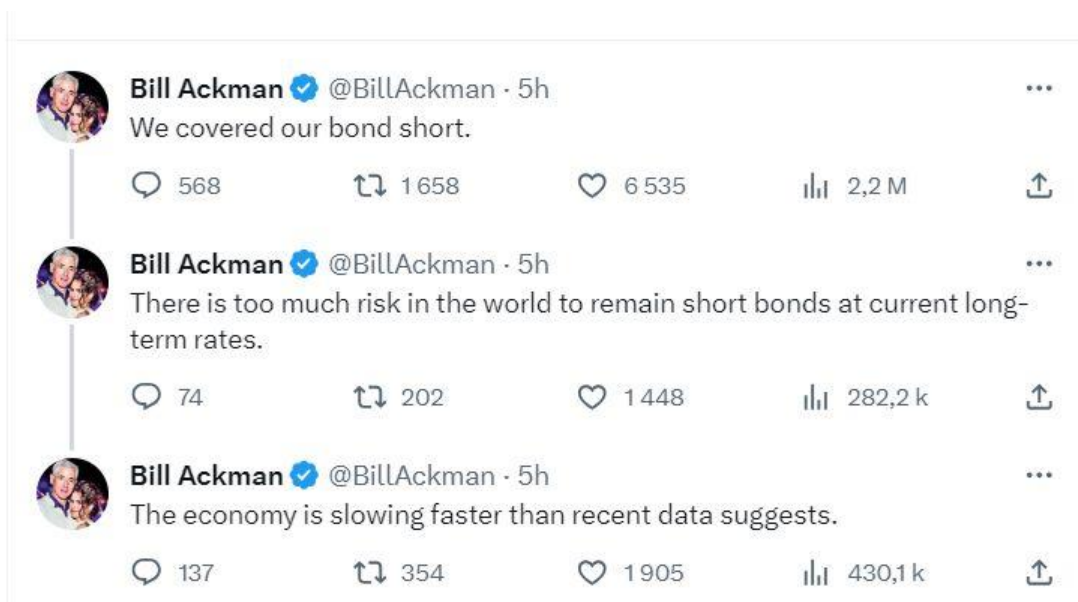 Bill Ackman @BillAckman · 5h
We covered our bond short.
568 1 658 6 535 2,2 M
Bill Ackman @BillAckman · 5h
There is too much risk in the world to remain short bonds at current long-
term rates.
74 202 1 448 282,2 k
Bill Ackman @BillAckman · 5h
The economy is slowing faster than recent data suggests.
137 354 1 905 430,1 k